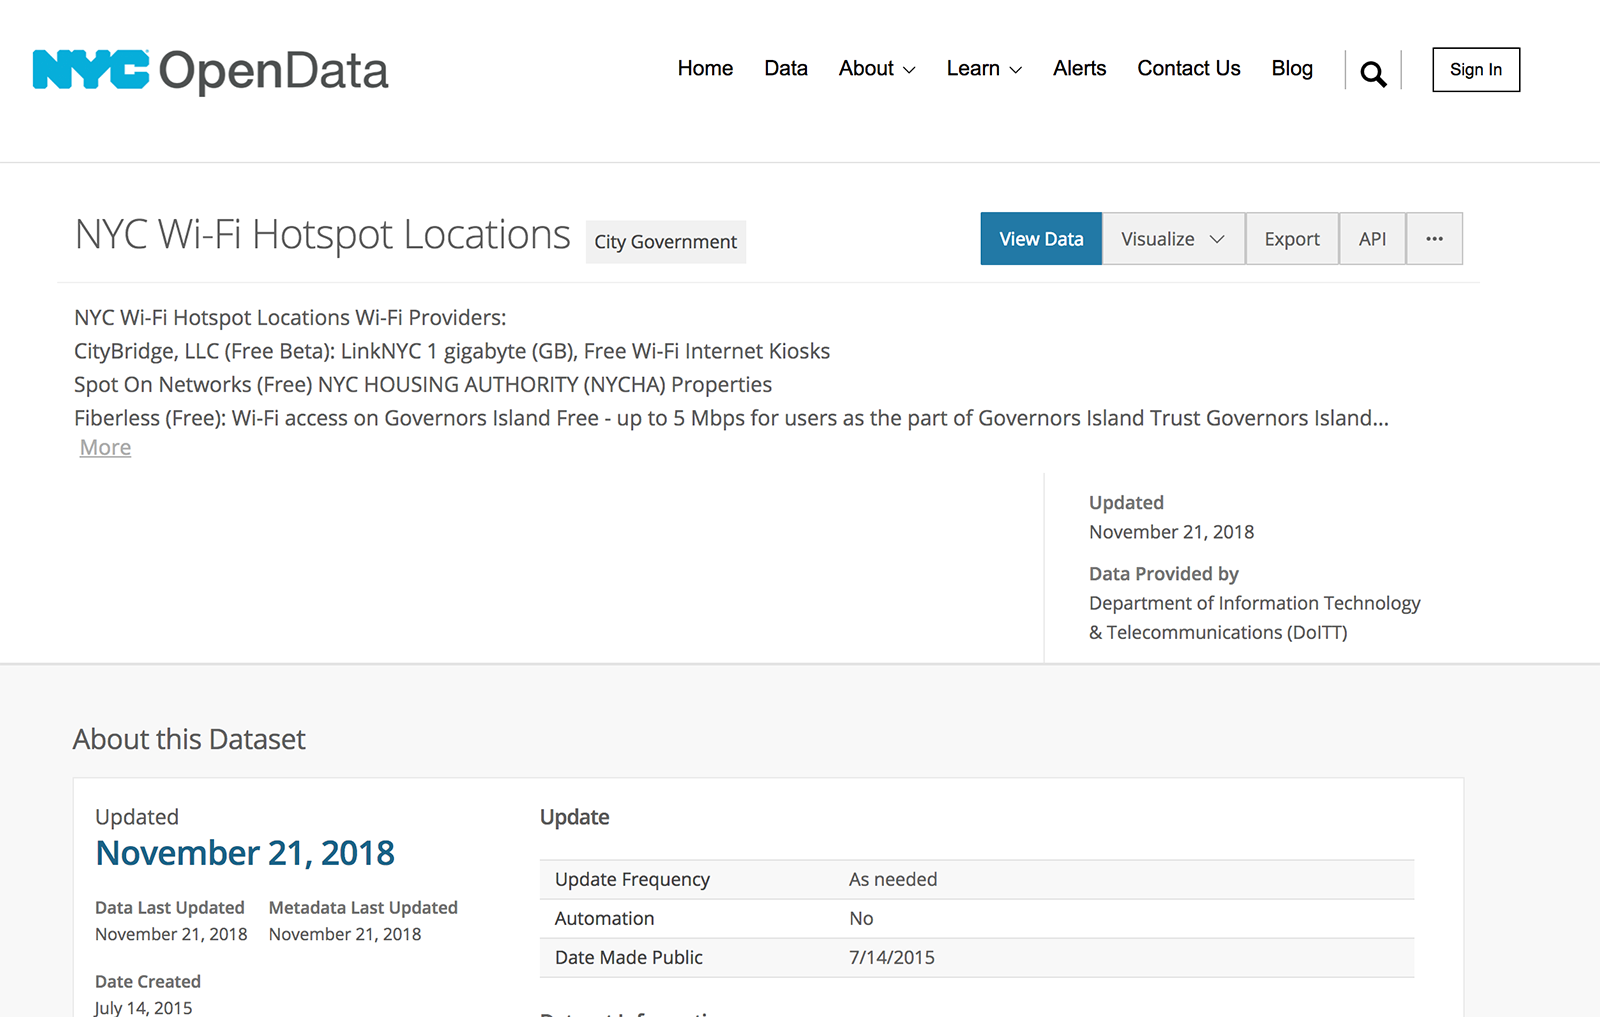 NYC OpenData
Home Data About Learn Alerts Contact Us Blog Sign In
NYC Wi-Fi Hotspot Locations City Government
View Data Visualize Export API ...
NYC Wi-Fi Hotspot Locations Wi-Fi Providers:
CityBridge, LLC (Free Beta): LinkNYC 1 gigabyte (GB), Free Wi-Fi Internet Kiosks
Spot On Networks (Free) NYC HOUSING AUTHORITY (NYCHA) Properties
Fiberless (Free): Wi-Fi access on Governors Island Free - up to 5 Mbps for users as the part of Governors Island Trust Governors Island...
More
Updated
November 21, 2018
Data Provided by
Department of Information Technology
& Telecommunications (DoITT)
About this Dataset
Updated
November 21, 2018
Data Last Updated Metadata Last Updated
November 21, 2018 November 21, 2018
Date Created
July 14, 2015
Update
Update Frequency As needed
Automation No
Date Made Public 7/14/2015